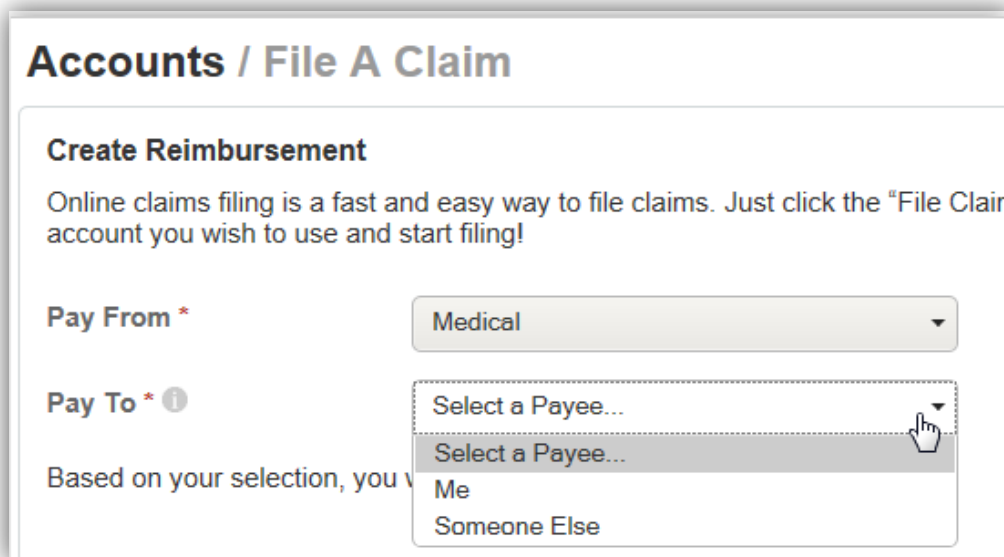 Accounts / File A Claim
Create Reimbursement
Online claims filing is a fast and easy way to file claims. Just click the “File
account you wish to use and start filing!
Pay From *
Medical
Pay To * i
Select a Payee...
Select a Payee...
Based on your selection, you
Me
Someone Else